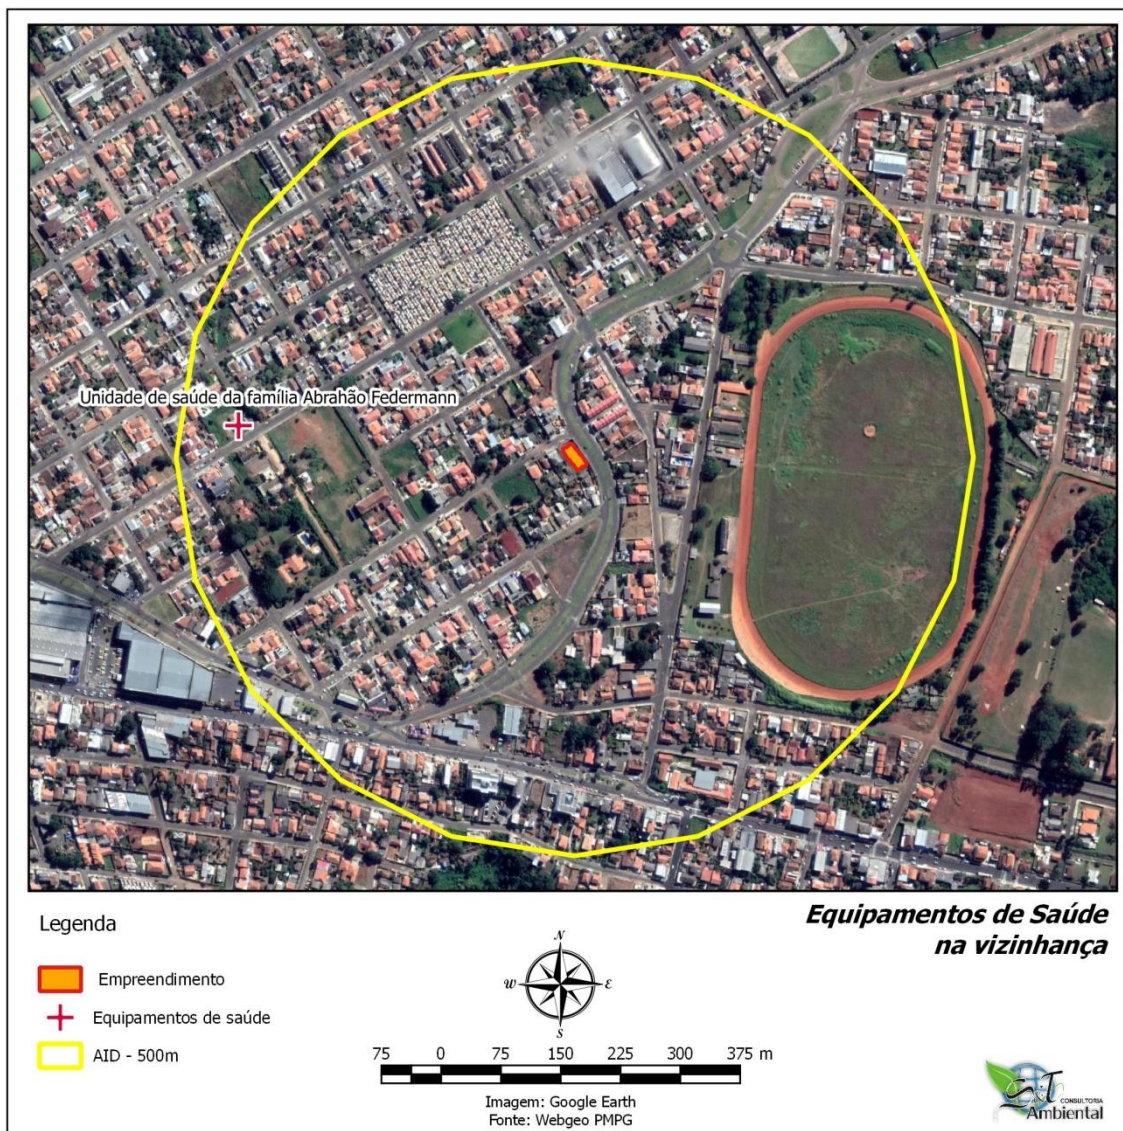 Unidade de saúde da família Abrahão Federmann
Legenda
Empreendimento
Equipamentos de saúde
AID - 500m
Equipamentos de Saúde
na vizinhança
N
W
E
S
75 0 75 150 225 300 375 m
Imagem: Google Earth
Fonte: Webgeo PMPG
CONSULTORIA
Ambiental